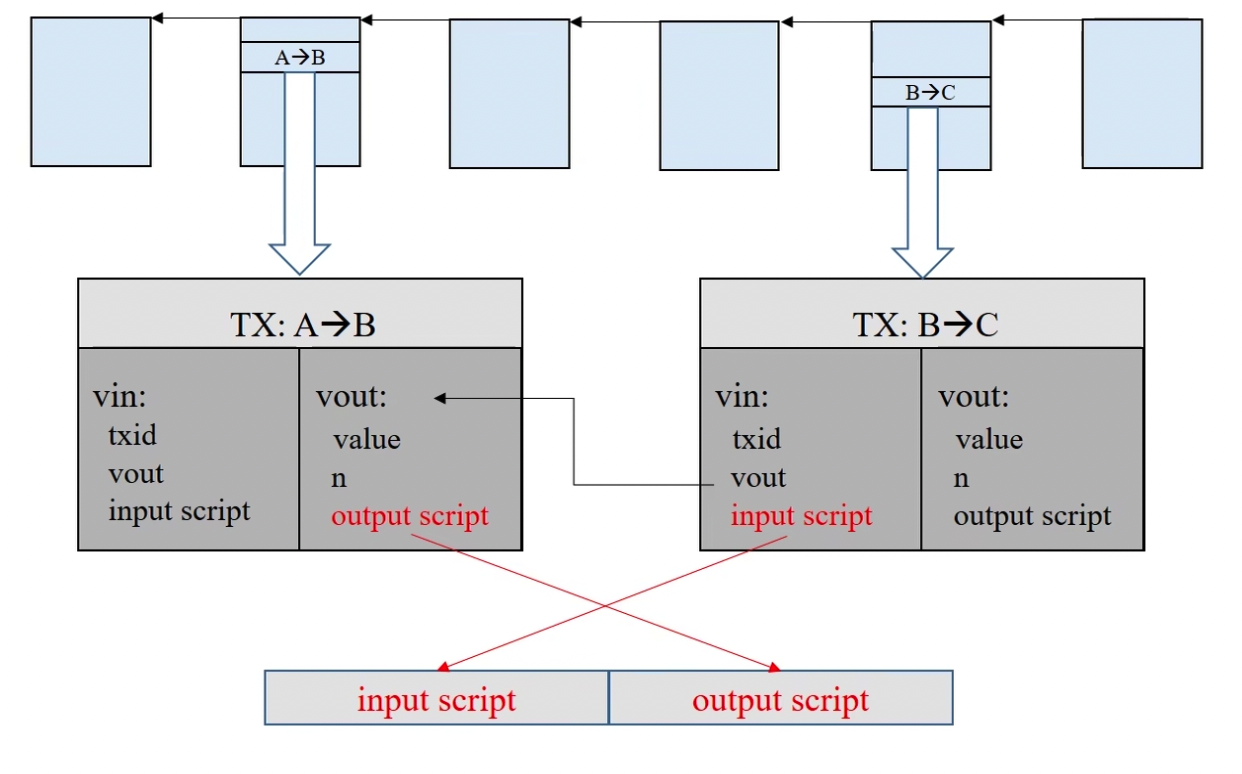 A→B
B→C
TX: A→B
vin:
txid
vout
input script
vout:
value
n
output script
TX: B→C
vin:
txid
vout
input script
vout:
value
n
output script
input script
output script